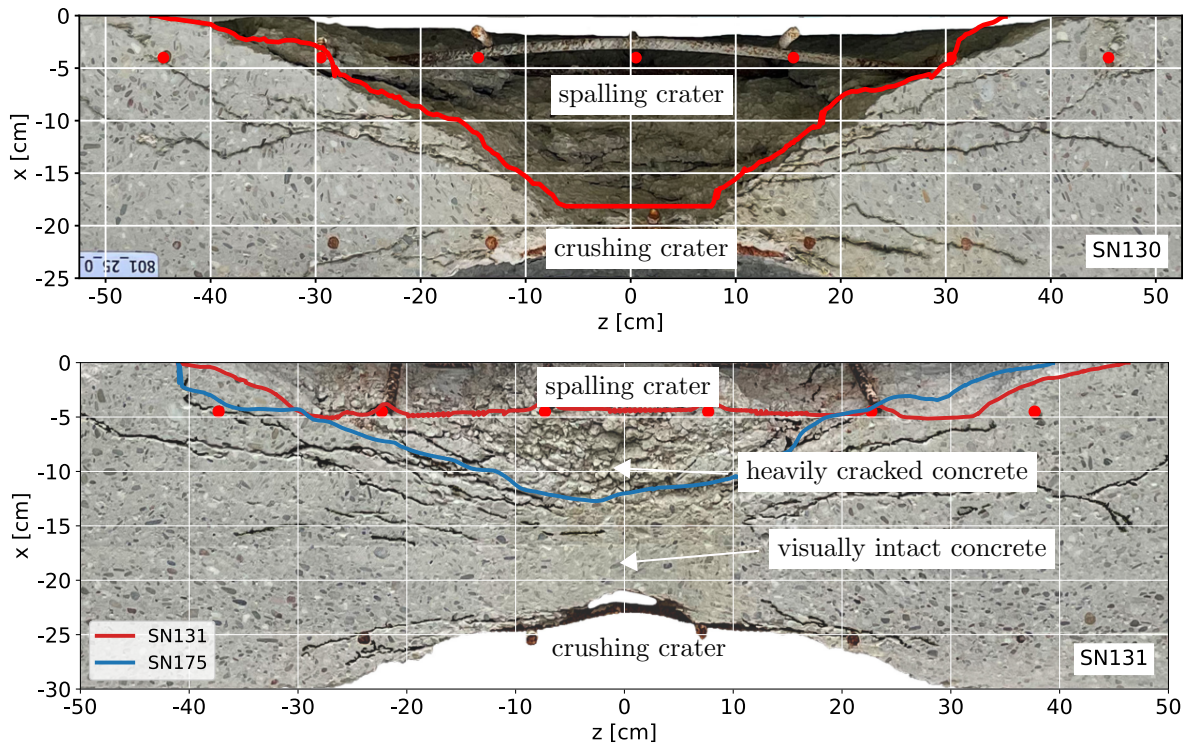 0
-5
-10
-15
-20
-25
x [cm]
spalling crater
crushing crater
SN130
801_25_0
-50 -40 -30 -20 -10 0 10 20 30 40 50
z [cm]
0
-5
-10
-15
-20
-25
-30
x [cm]
spalling crater
heavily cracked concrete
visually intact concrete
crushing crater
SN131
SN175
SN131
-50 -40 -30 -20 -10 0 10 20 30 40 50
z [cm]